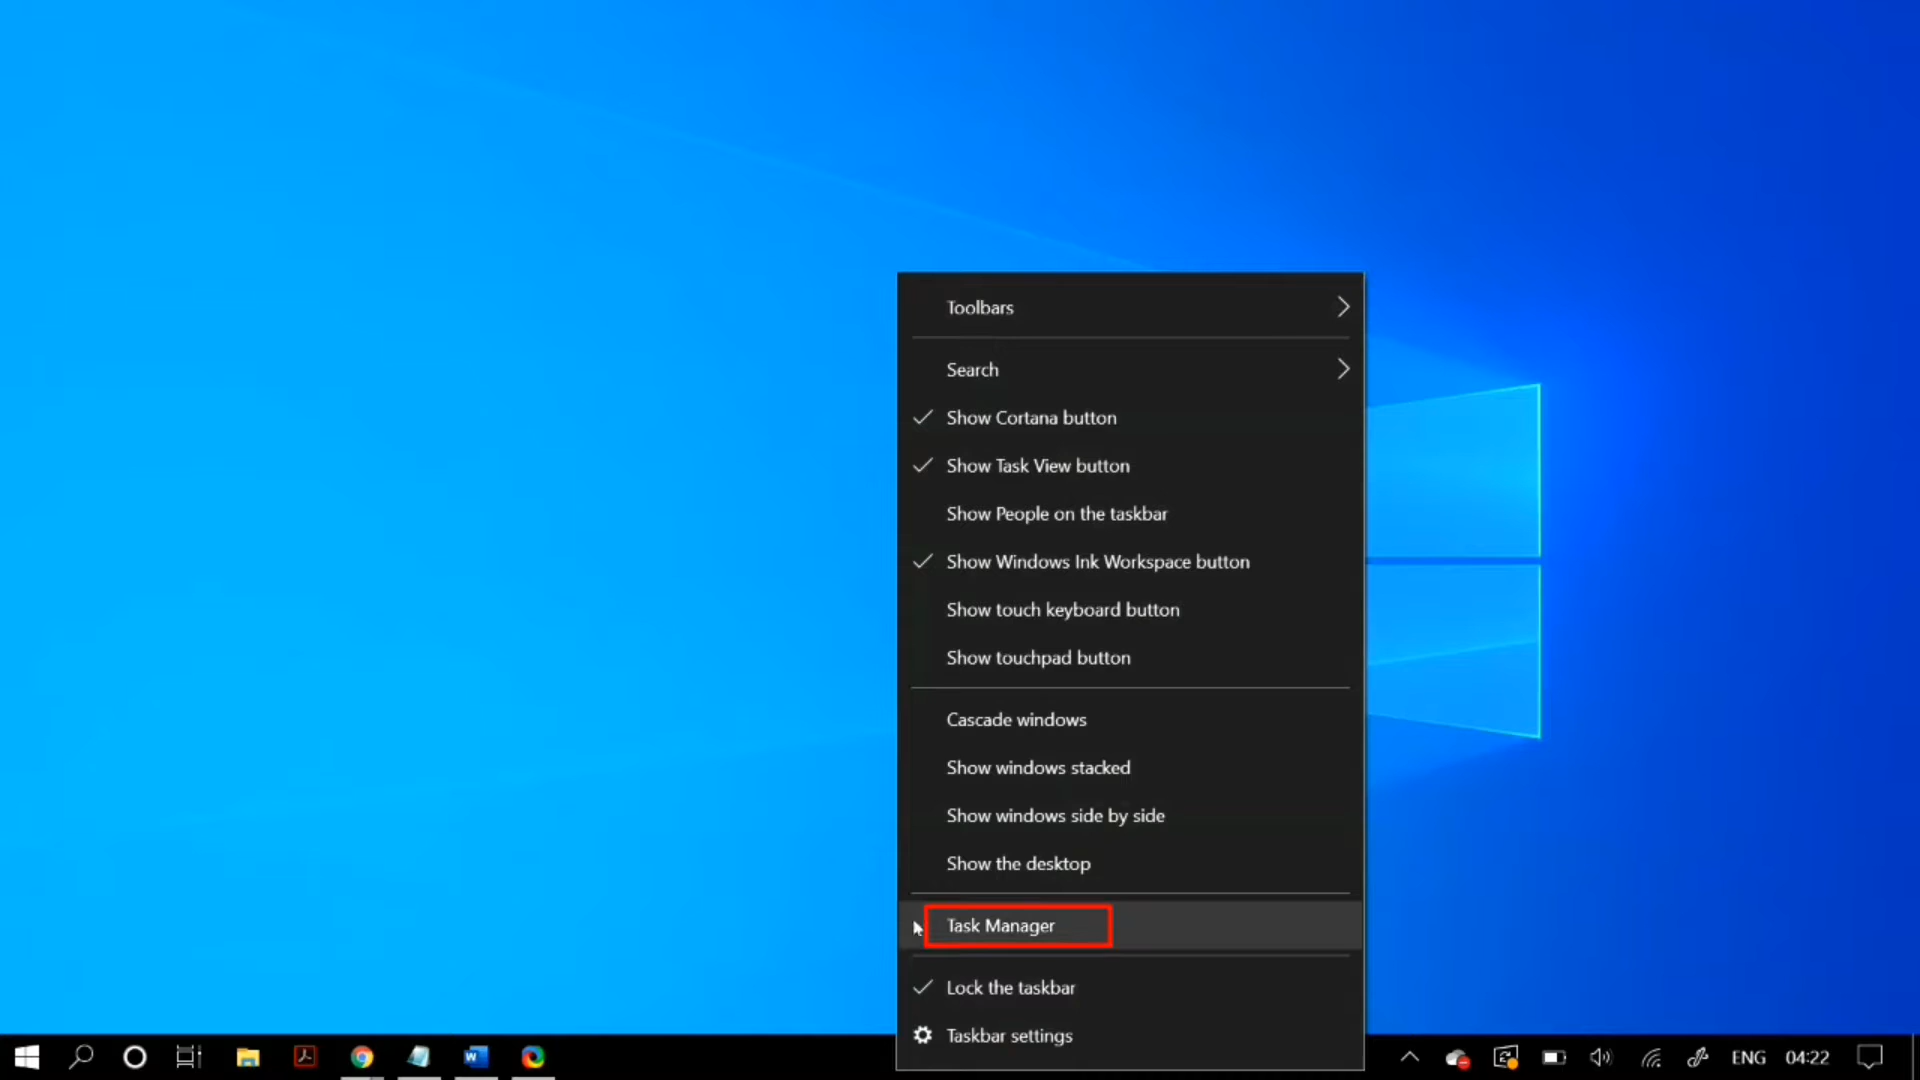 Toolbars
Search
Show Cortana button
Show Task View button
Show People on the taskbar
Show Windows Ink Workspace button
Show touch keyboard button
Show touchpad button
Cascade windows
Show windows stacked
Show windows side by side
Show the desktop
Task Manager
Lock the taskbar
Taskbar settings
ENG 04:22